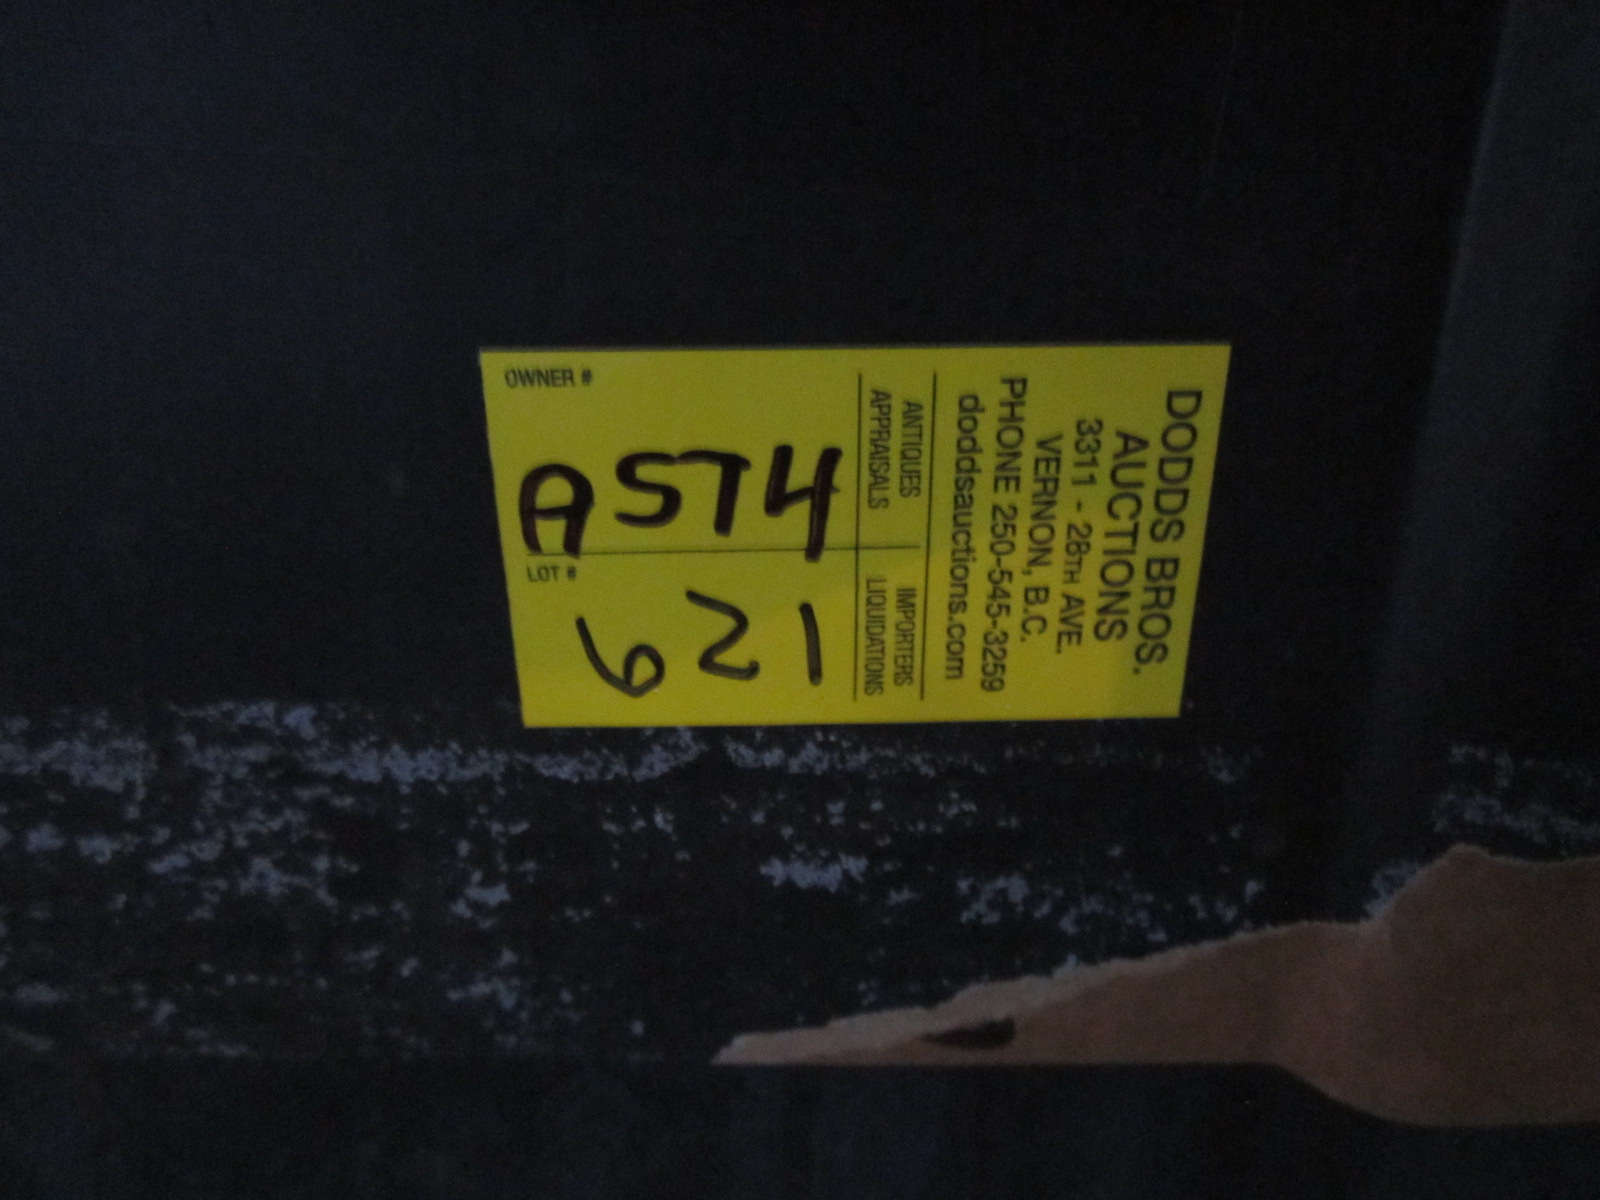 DODDS BROS.
AUCTIONS
3311 - 28TH AVE.
VERNON, B.C.
PHONE 250-545-3259
doddsauctions.com
ANTIQUES IMPORTERS
APPRAISALS LIQUIDATIONS
OWNER #
A574
LOT #
621